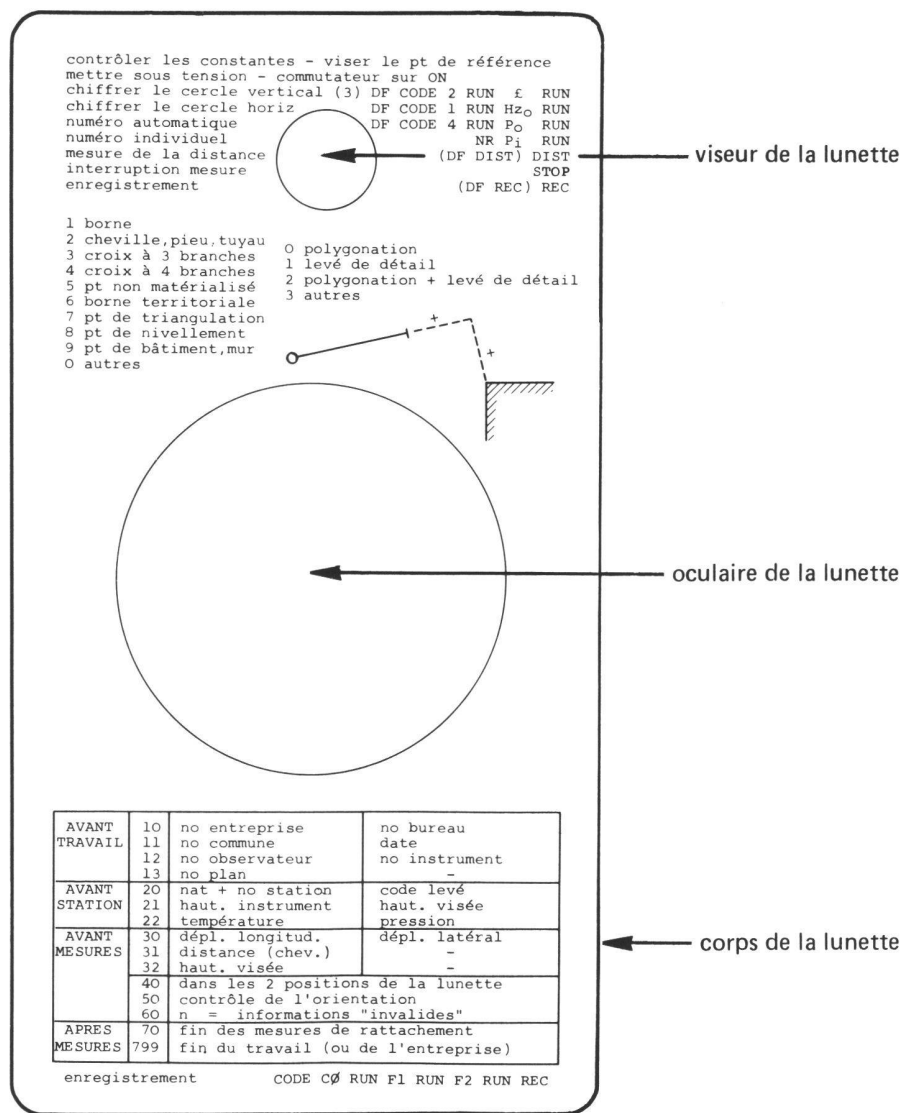 contrôler les constantes - viser le pt de référence
mettre sous tension - commutateur sur ON
chiffrer le cercle vertical (3) DF CODE 2 RUN £ RUN
chiffrer le cercle horiz DF CODE 1 RUN Hzo RUN
numéro automatique DF CODE 4 RUN Po RUN
numéro individuel NR Pi RUN
mesure de la distance (DF DIST) DIST
interruption mesure STOP
enregistrement (DF REC) REC
viseur de la lunette
1 borne
2 cheville,pieu,tuyau
3 croix à 3 branches
4 croix à 4 branches
5 pt non matérialisé
6 borne territoriale
7 pt de triangulation
8 pt de nivellement
9 pt de bâtiment,mur
O autres
O polygonation
1 levé de détail
2 polygonation + levé de détail
3 autres
+
+
oculaire de la lunette
AVANT TRAVAIL
10 no entreprise no bureau
11 no commune date
12 no observateur no instrument
13 no plan -
AVANT STATION
20 nat + no station code levé
21 haut. instrument haut. visée
22 température pression
AVANT MESURES
30 dépl. longitud. dépl. latéral
31 distance (chev.) -
32 haut. visée -
40 dans les 2 positions de la lunette
50 contrôle de l'orientation
60 n = informations "invalides"
APRES MESURES
70 fin des mesures de rattachement
799 fin du travail (ou de l'entreprise)
corps de la lunette
enregistrement CODE CØ RUN F1 RUN F2 RUN REC